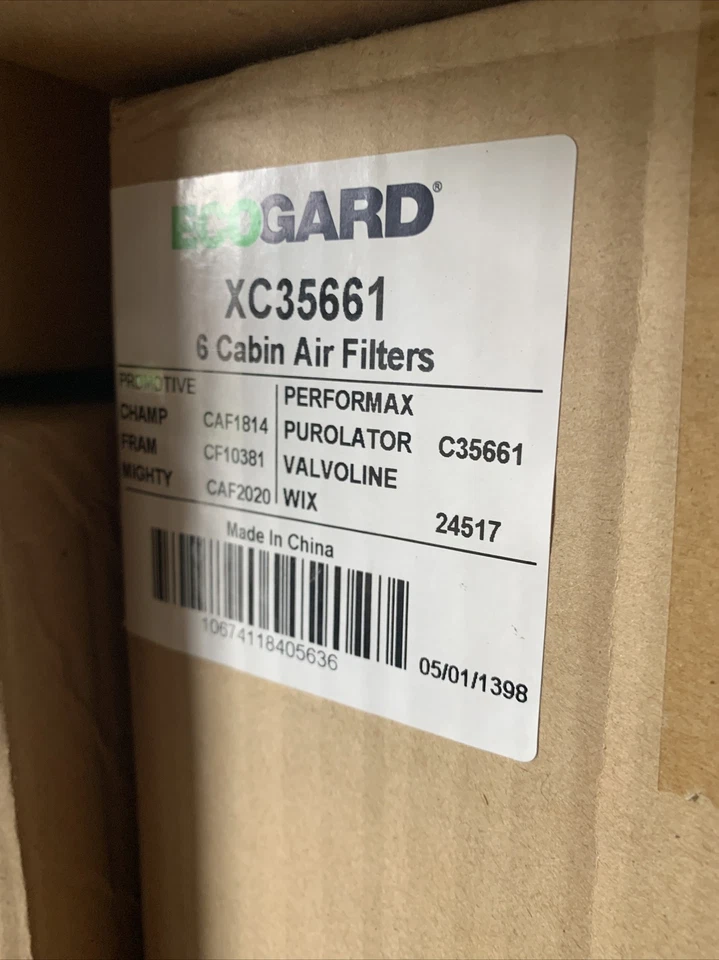 ECOGARD®
XC35661
6 Cabin Air Filters
PROMOTIVE
CHAMP CAF1814
FRAM CF10381
MIGHTY CAF2020
PERFORMAX
PUROLATOR C35661
VALVOLINE
WIX 24517
Made In China
10674118405636
05/01/1398